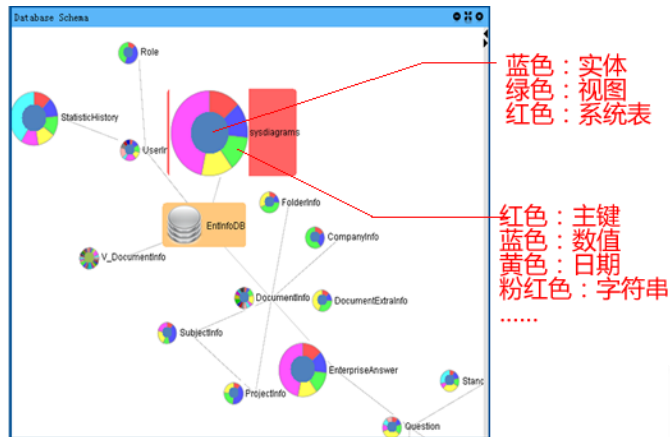 Database Schema
Role
StatisticHistory
UserIn
sysdiagrams
EntInfoDB
FolderInfo
V_DocumentInfo
CompanyInfo
DocumentInfo
DocumentExtraInfo
SubjectInfo
EnterpriseAnswer
ProjectInfo
Stanc
Question
蓝色：实体
绿色：视图
红色：系统表
红色：主键
蓝色：数值
黄色：日期
粉红色：字符串
......